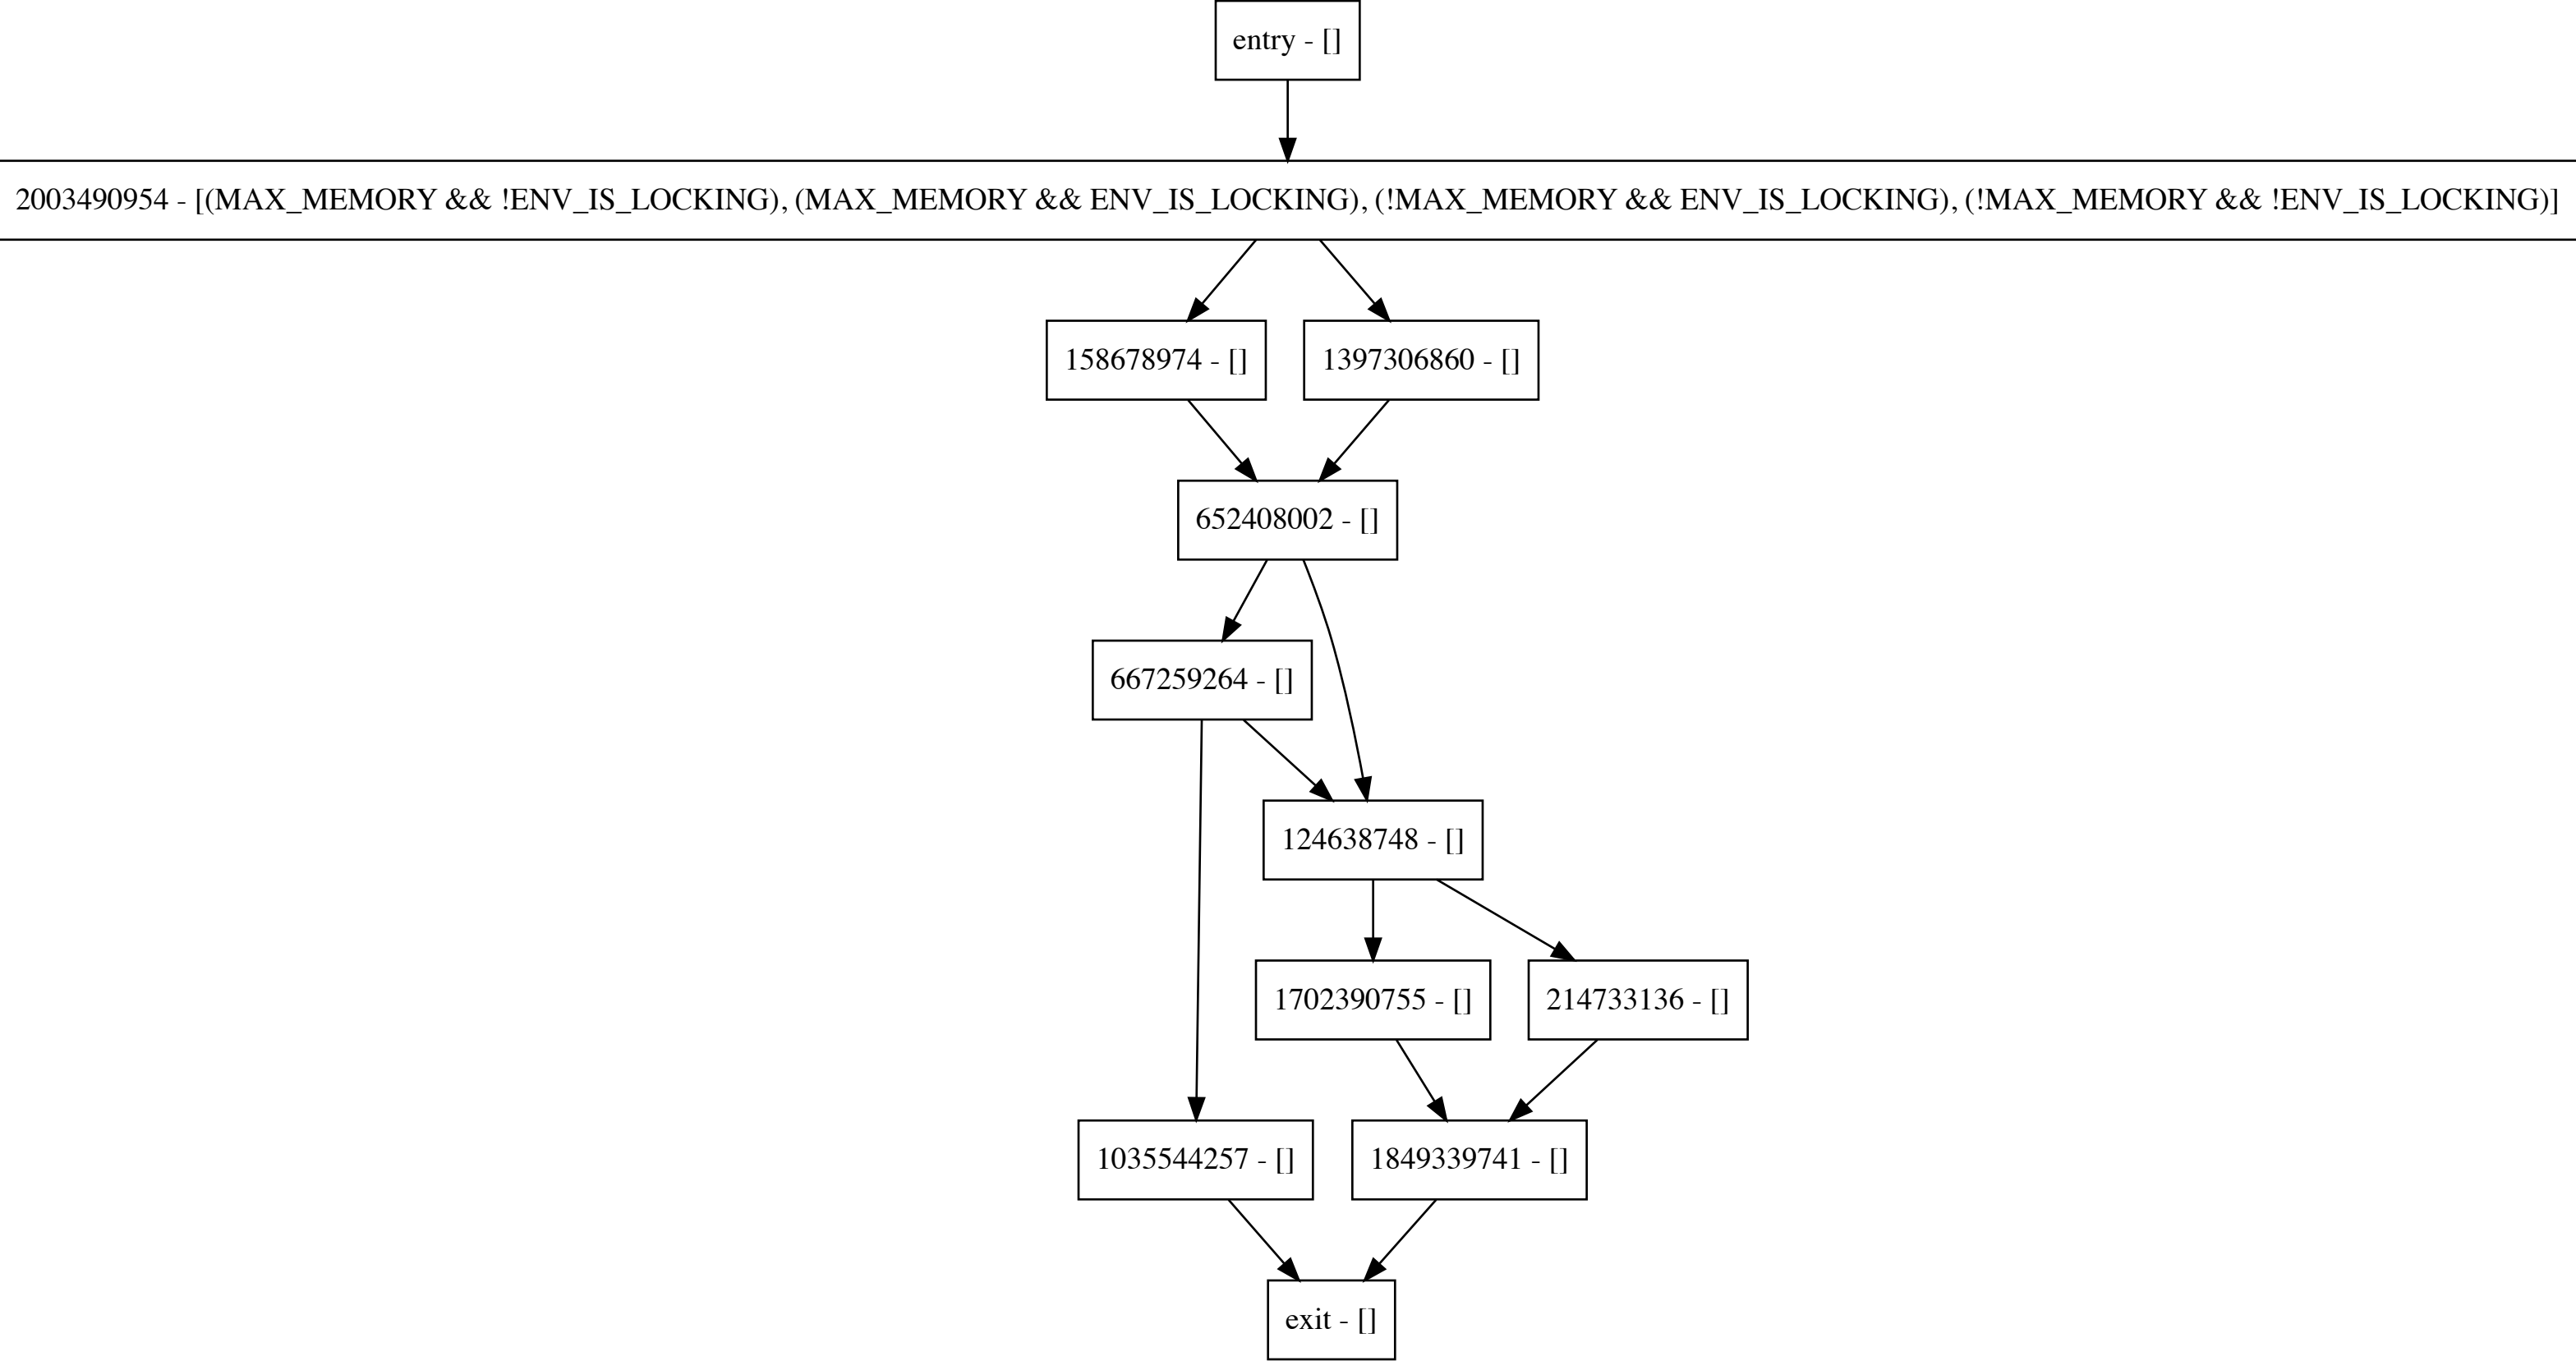 entry - []
2003490954 - [(MAX_MEMORY && !ENV_IS_LOCKING), (MAX_MEMORY && ENV_IS_LOCKING), (!MAX_MEMORY && ENV_IS_LOCKING), (!MAX_MEMORY && !ENV_IS_LOCKING)]
158678974 - []
1397306860 - []
652408002 - []
667259264 - []
124638748 - []
1702390755 - []
214733136 - []
1035544257 - []
1849339741 - []
exit - []